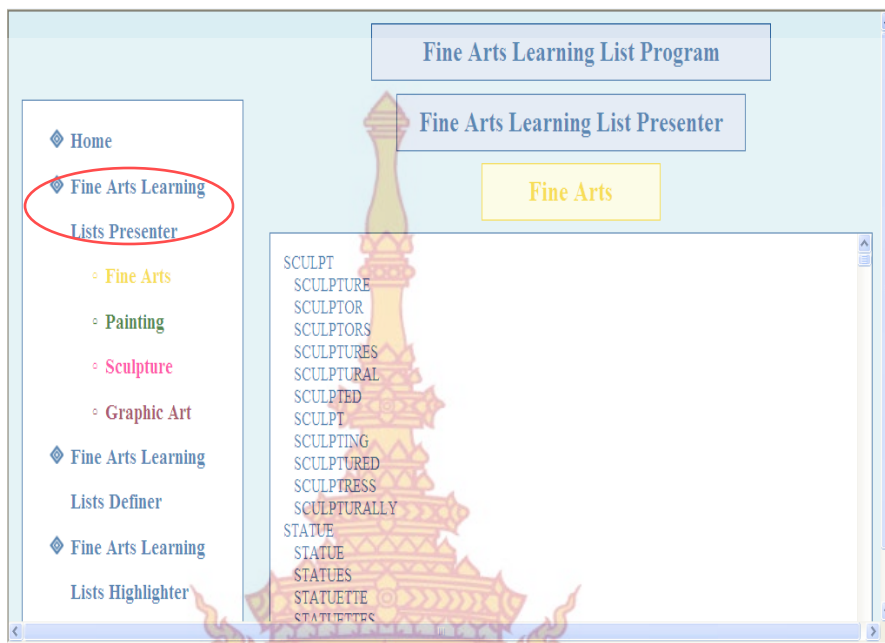 Fine Arts Learning List Program
Fine Arts Learning List Presenter
Fine Arts
Home
Fine Arts Learning
Lists Presenter
Fine Arts
Painting
Sculpture
Graphic Art
Fine Arts Learning
Lists Definer
Fine Arts Learning
Lists Highlighter
SCULPT
SCULPTURE
SCULPTOR
SCULPTORS
SCULPTURES
SCULPTURAL
SCULPTED
SCULPT
SCULPTING
SCULPTURED
SCULPTRESS
SCULPTURALLY
STATUE
STATUE
STATUES
STATUETTE
STATUETTES